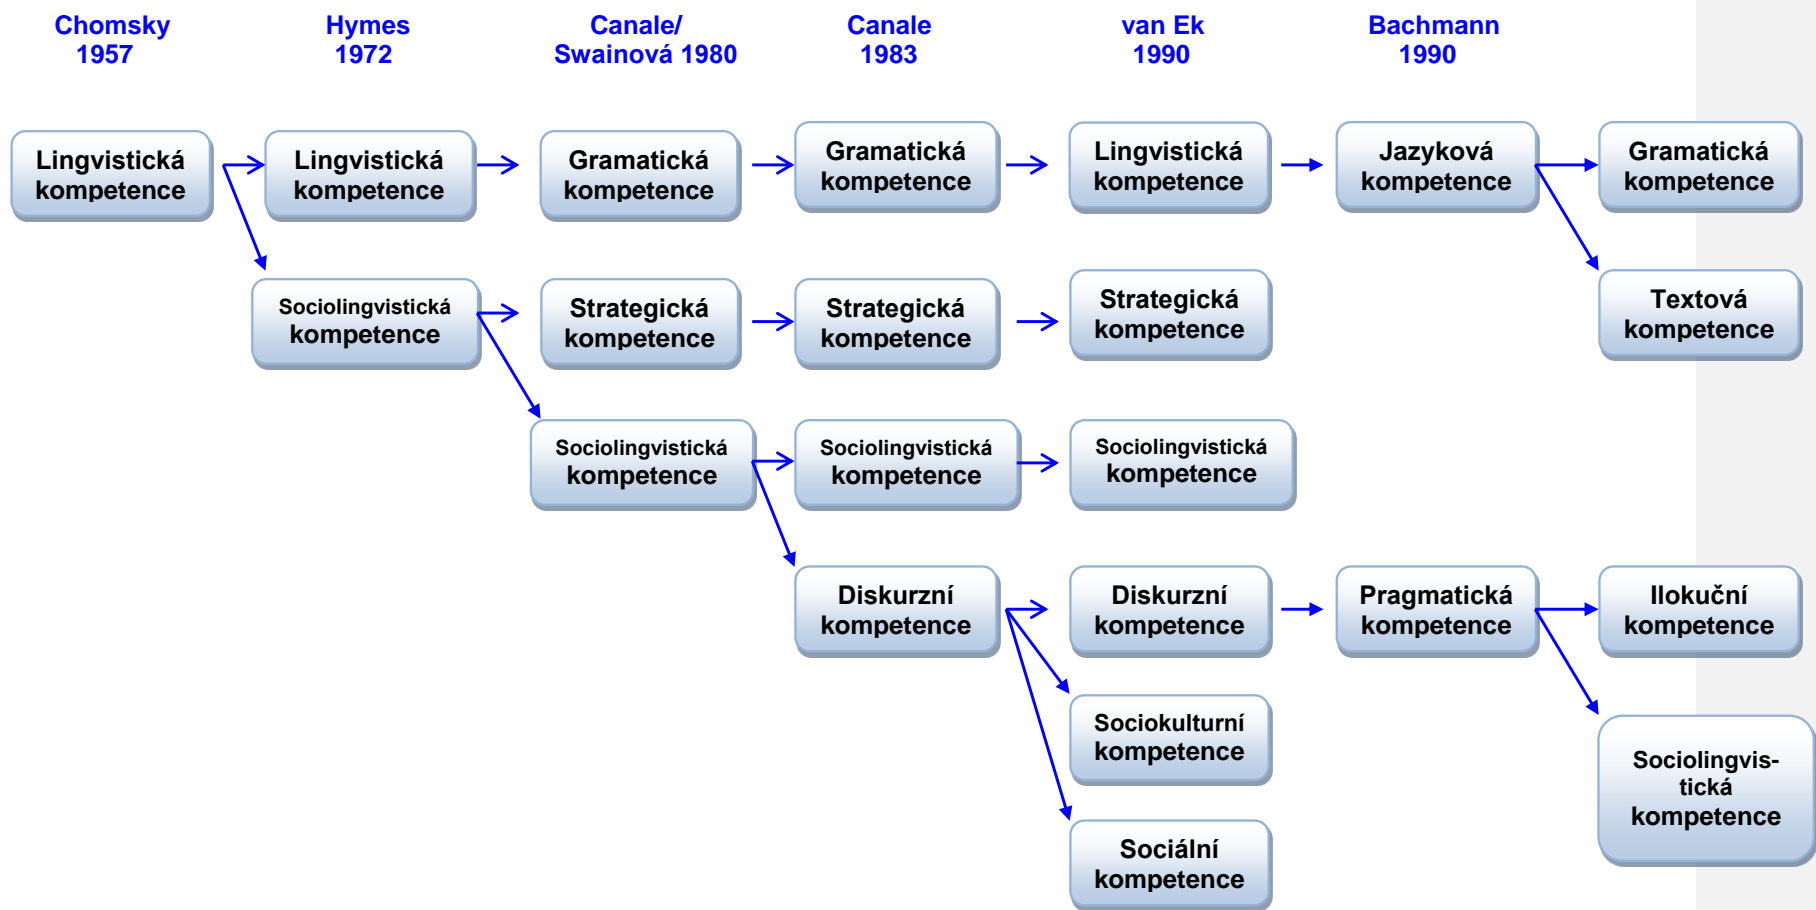 Chomsky
1957
Hymes
1972
Canale/
Swainová 1980
Canale
1983
van Ek
1990
Bachmann
1990
Lingvistická
kompetence
Lingvistická
kompetence
Gramatická
kompetence
Gramatická
kompetence
Lingvistická
kompetence
Jazyková
kompetence
Gramatická
kompetence
Sociolingvistická
kompetence
Strategická
kompetence
Strategická
kompetence
Strategická
kompetence
Textová
kompetence
Sociolingvistická
kompetence
Sociolingvistická
kompetence
Sociolingvistická
kompetence
Diskurzní
kompetence
Diskurzní
kompetence
Pragmatická
kompetence
Ilokuční
kompetence
Sociokulturní
kompetence
Sociolingvis-
tická
kompetence
Sociální
kompetence